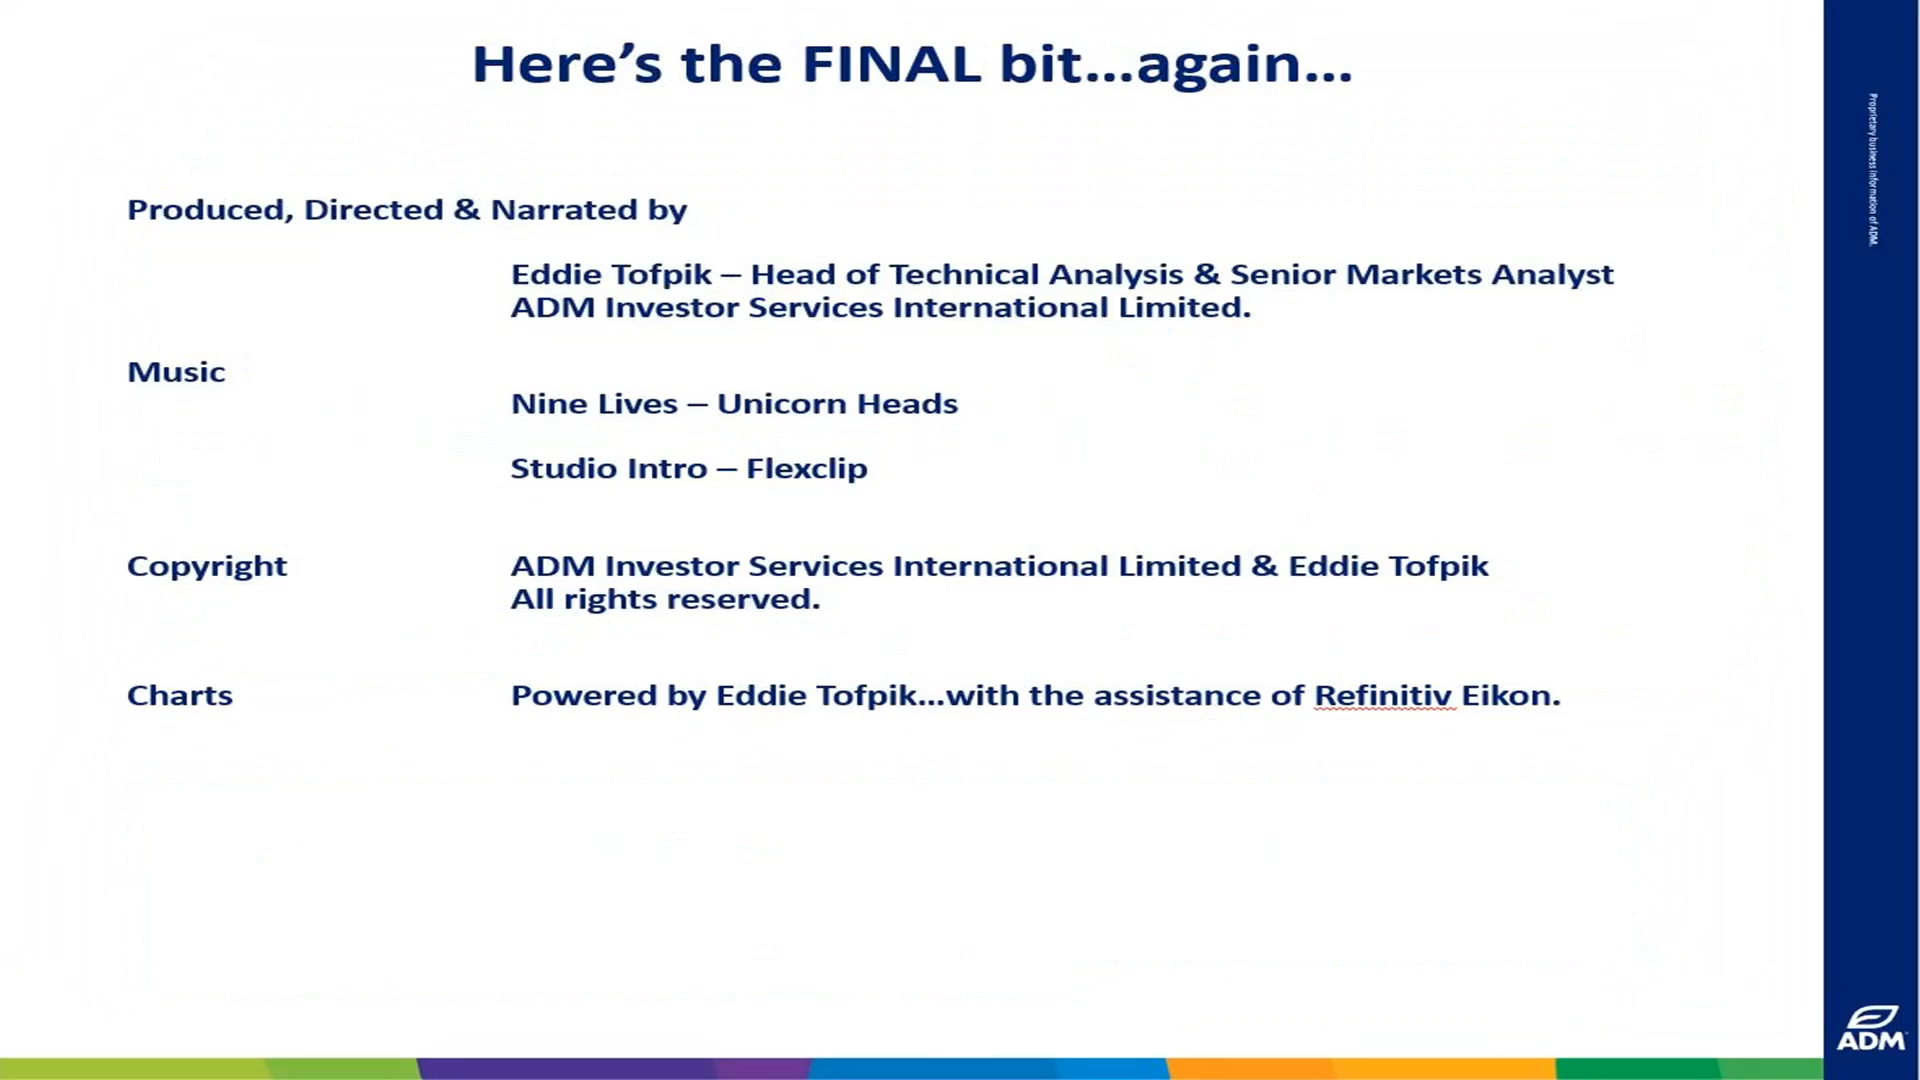 Here’s the FINAL bit...again...
Produced, Directed & Narrated by
Eddie Tofpik – Head of Technical Analysis & Senior Markets Analyst
ADM Investor Services International Limited.
Music
Nine Lives – Unicorn Heads
Studio Intro – Flexclip
Copyright ADM Investor Services International Limited & Eddie Tofpik
All rights reserved.
Charts Powered by Eddie Tofpik...with the assistance of Refinitiv Eikon.
Proprietary business information of ADM.
ADM